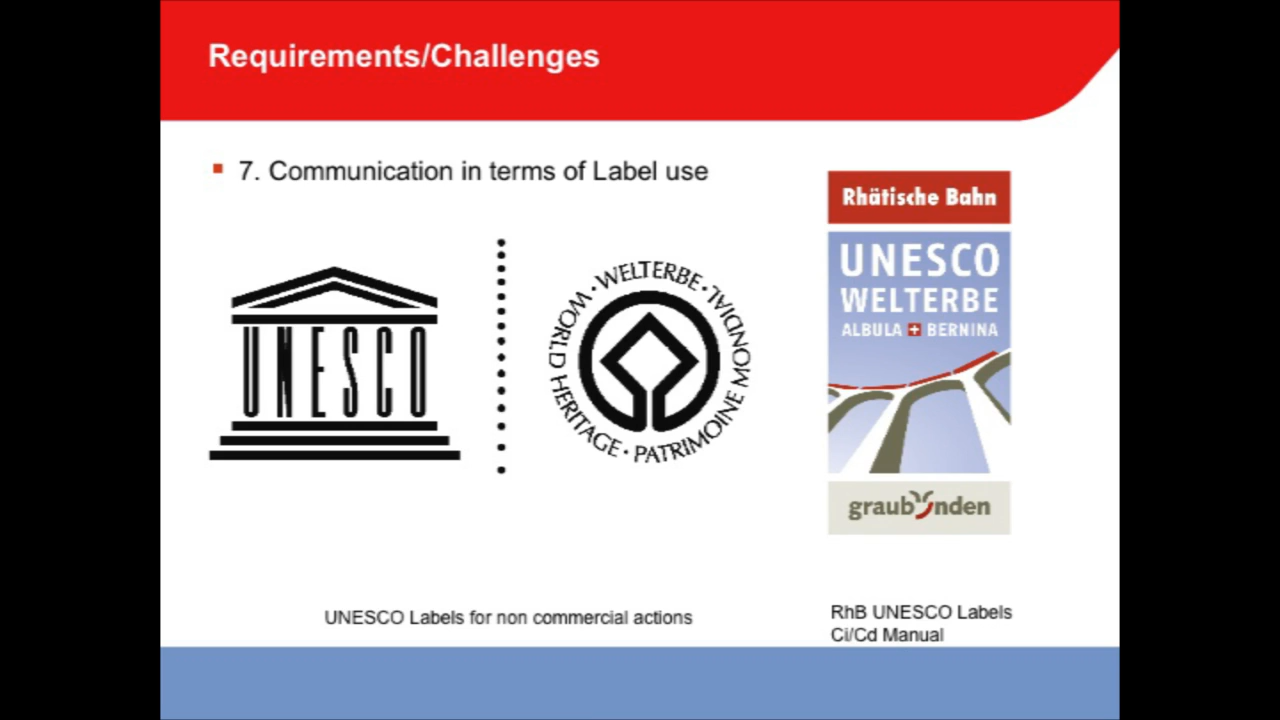 Requirements/Challenges
7. Communication in terms of Label use
UNESCO
WORLD HERITAGE · WELTERBE · PATRIMOINE MONDIAL
Rhätische Bahn
UNESCO
WELTERBE
ALBULA + BERNINA
graubünden
UNESCO Labels for non commercial actions
RhB UNESCO Labels
Ci/Cd Manual